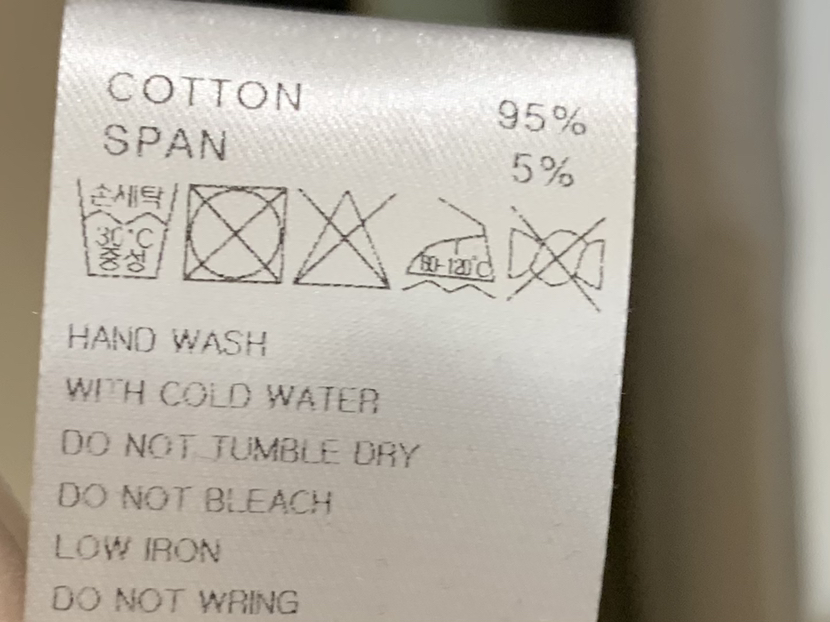 COTTON 95%
SPAN 5%
손세탁
30°C
중성
80-120°C
HAND WASH
WITH COLD WATER
DO NOT TUMBLE DRY
DO NOT BLEACH
LOW IRON
DO NOT WRING